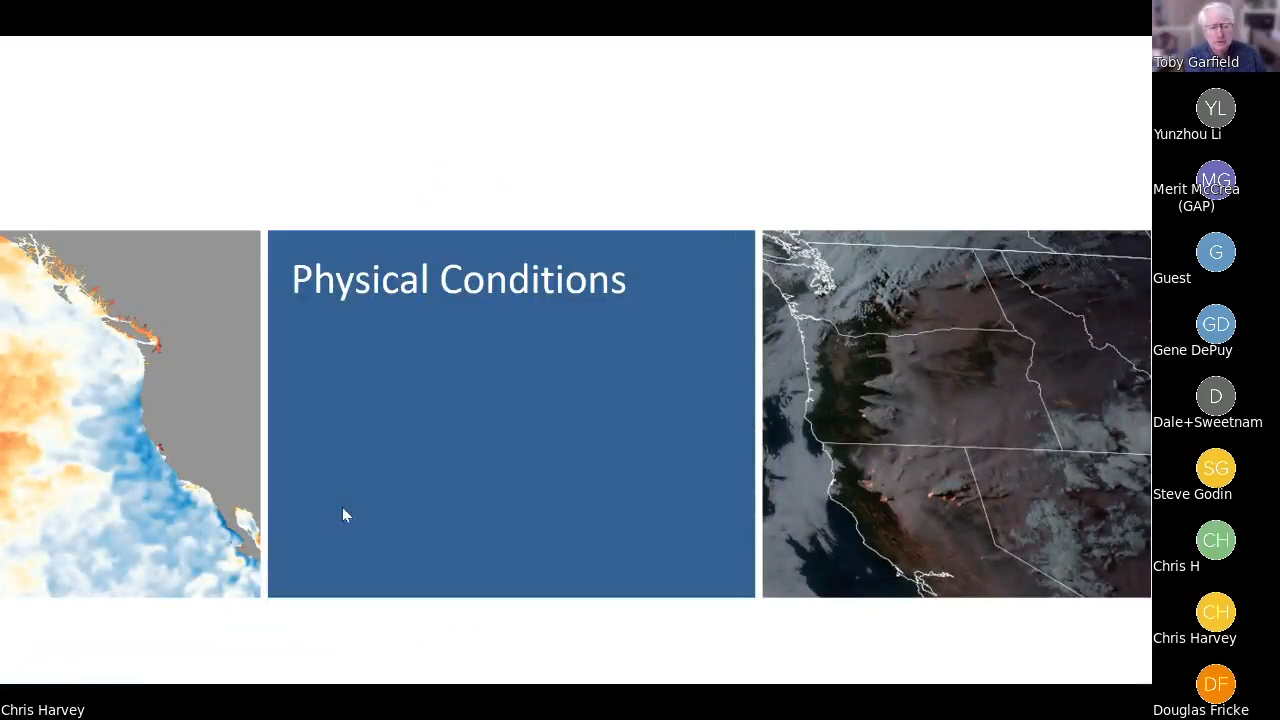 Physical Conditions
Toby Garfield
YL
Yunzhou Li
MG
Merit McCrea
(GAP)
G
Guest
GD
Gene DePuy
D
Dale+Sweetnam
SG
Steve Godin
CH
Chris H
CH
Chris Harvey
DF
Douglas Fricke
Chris Harvey